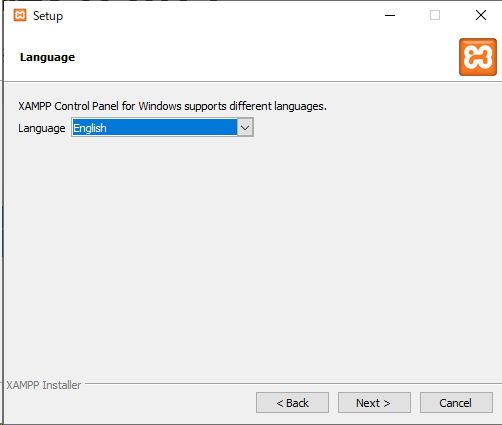 Setup
Language
XAMPP Control Panel for Windows supports different languages.
Language English
XAMPP Installer
< Back Next > Cancel